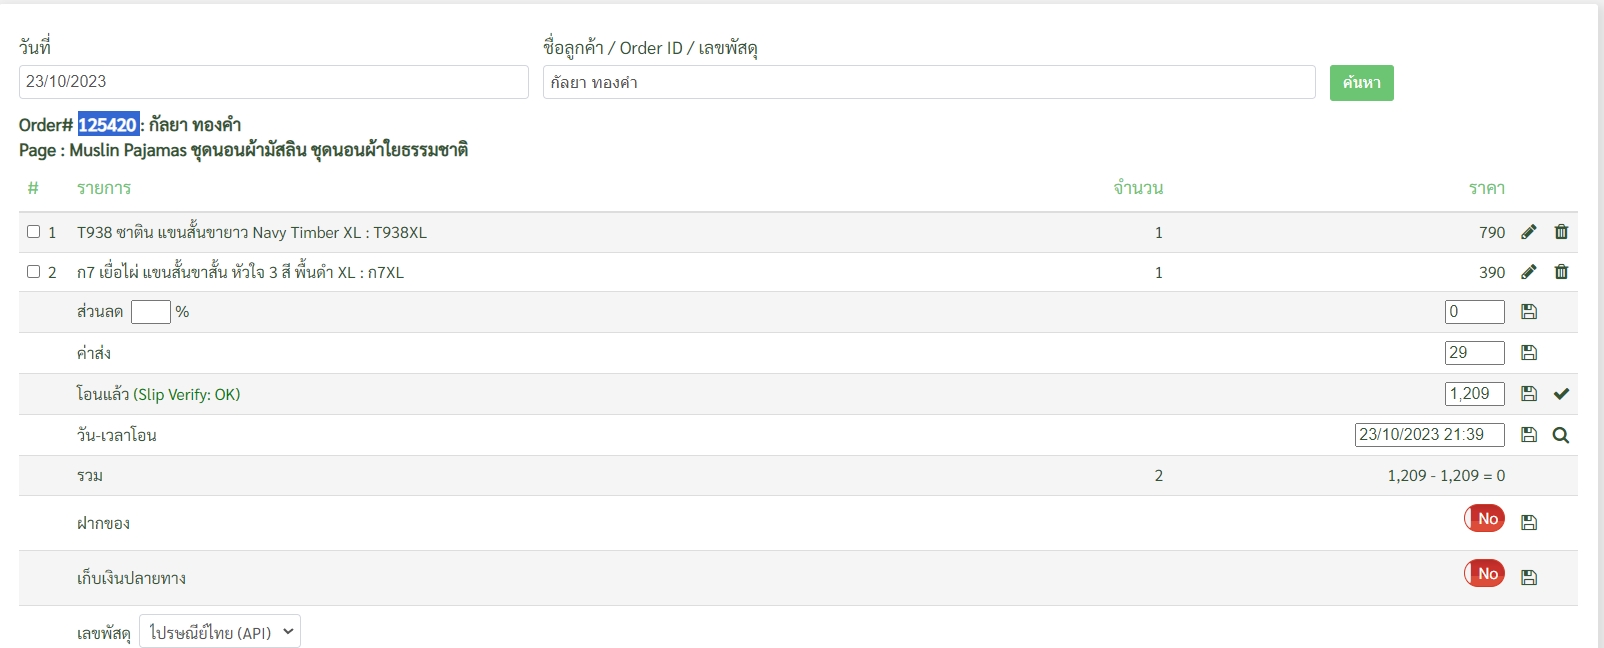 วันที่
ชื่อลูกค้า / Order ID / เลขพัสดุ
23/10/2023
กัลยา ทองคำ
ค้นหา
Order# 125420 : กัลยา ทองคำ
Page : Muslin Pajamas ชุดนอนผ้ามัสลิน ชุดนอนผ้าใยธรรมชาติ
# รายการ จำนวน ราคา
1 T938 ซาติน แขนสั้นขายาว Navy Timber XL : T938XL 1 790
2 ก7 เยื่อไผ่ แขนสั้นขาสั้น หัวใจ 3 สี พื้นดำ XL : ก7XL 1 390
ส่วนลด % 0
ค่าส่ง 29
โอนแล้ว (Slip Verify: OK) 1,209
วัน-เวลาโอน 23/10/2023 21:39
รวม 2 1,209 - 1,209 = 0
ฝากของ No
เก็บเงินปลายทาง No
เลขพัสดุ ไปรษณีย์ไทย (API)